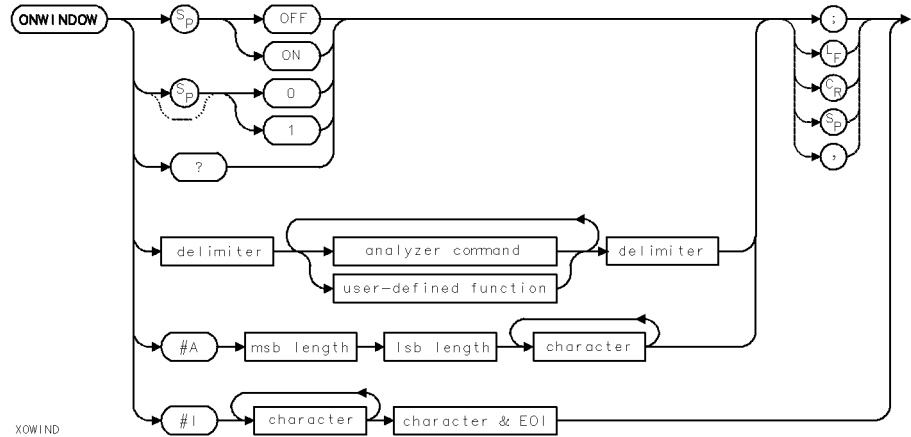 ONWINDOW
SP
OFF
ON
SP
0
1
?
delimiter
analyzer command
user-defined function
delimiter
#A
msb length
lsb length
character
#I
character
character & EOI
;
LF
CR
SP
,
XOWIND